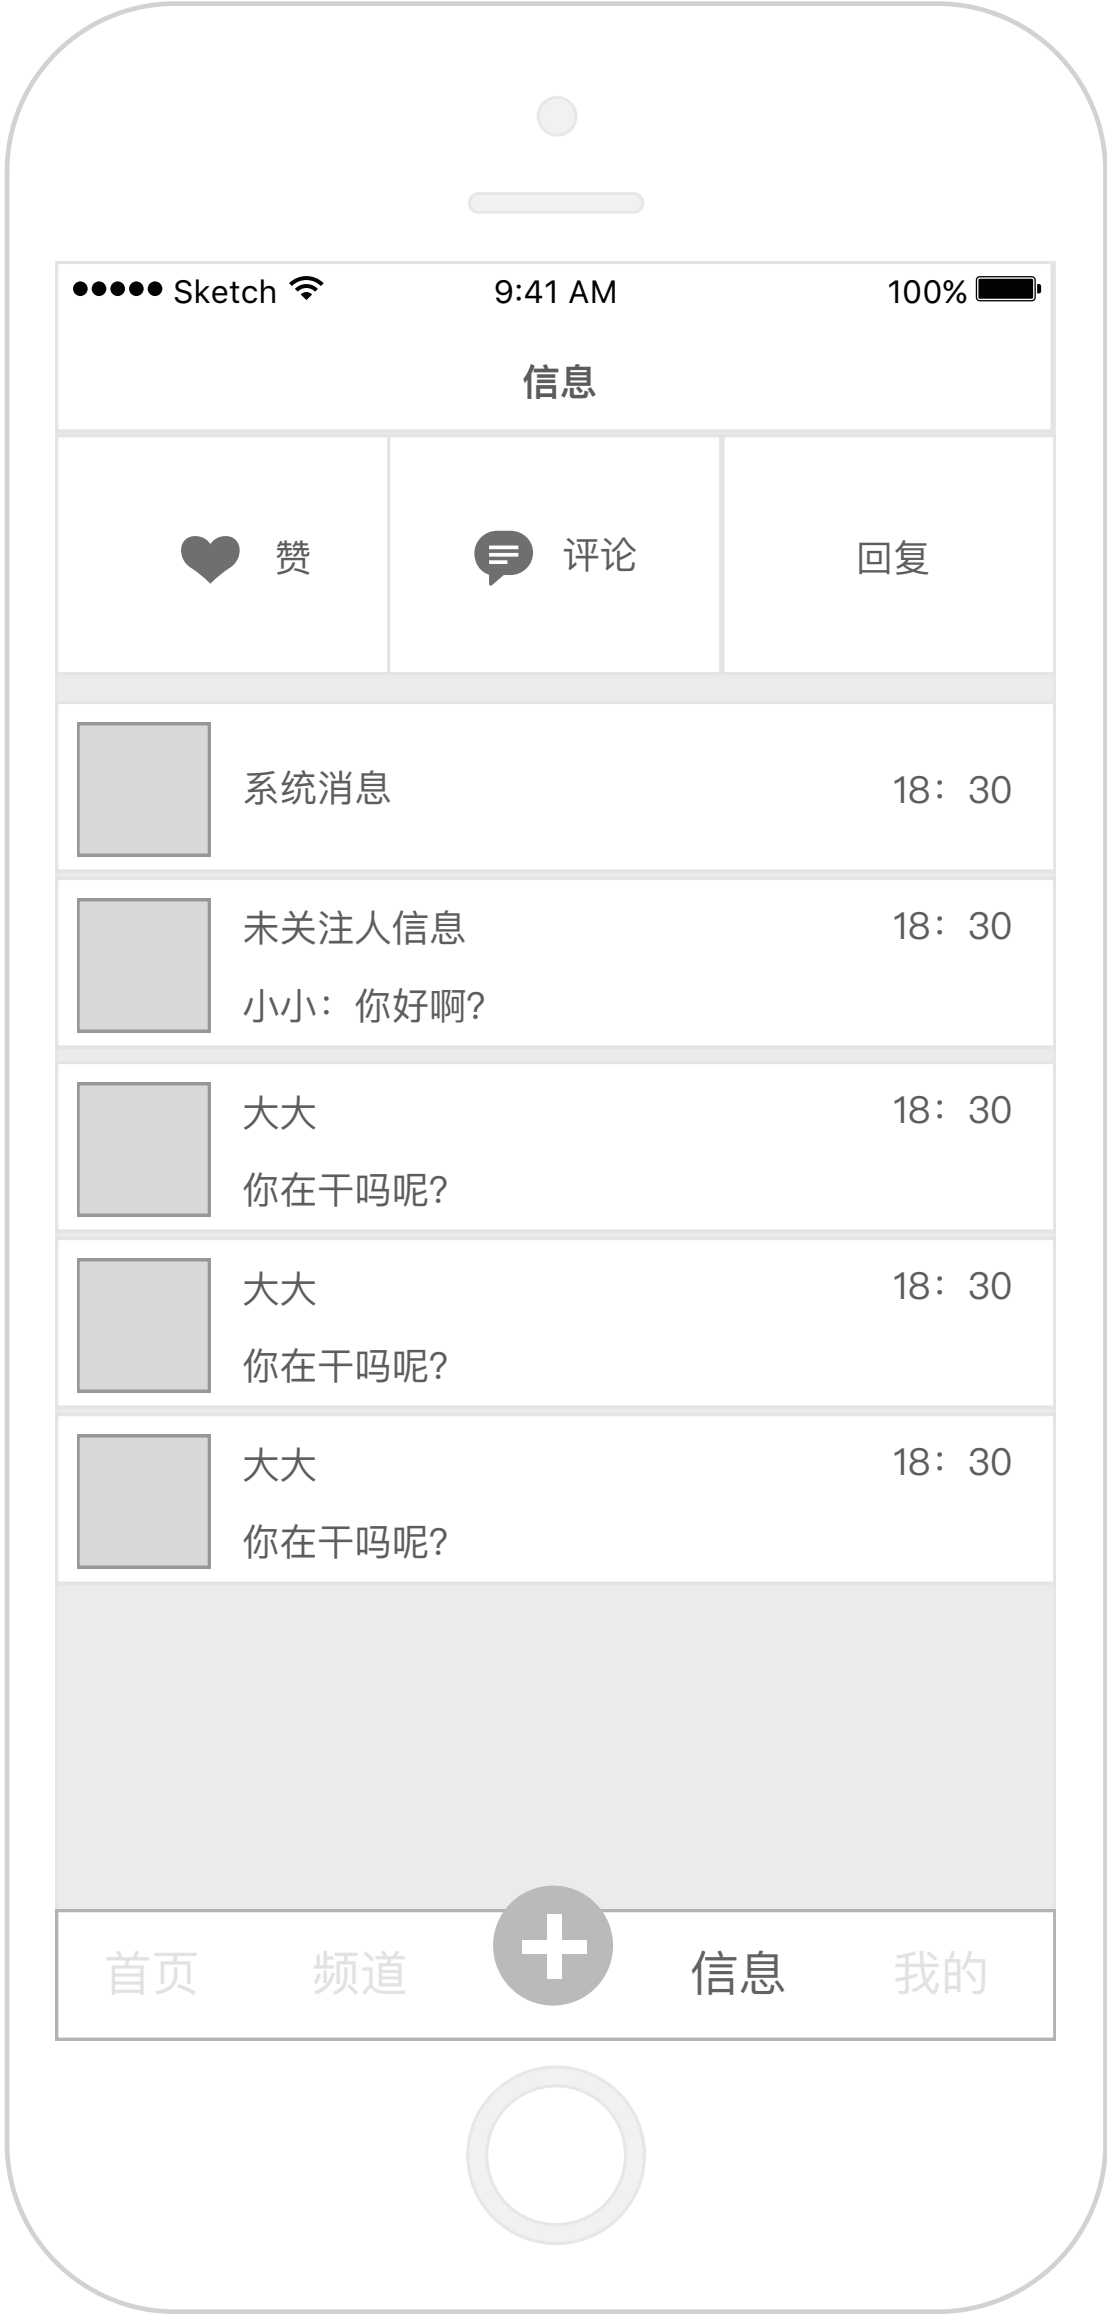 Sketch 9:41 AM 100%
信息
赞 评论 回复
系统消息 18：30
未关注人信息 18：30
小小：你好啊?
大大 18：30
你在干吗呢?
大大 18：30
你在干吗呢?
大大 18：30
你在干吗呢?
首页 频道 信息 我的